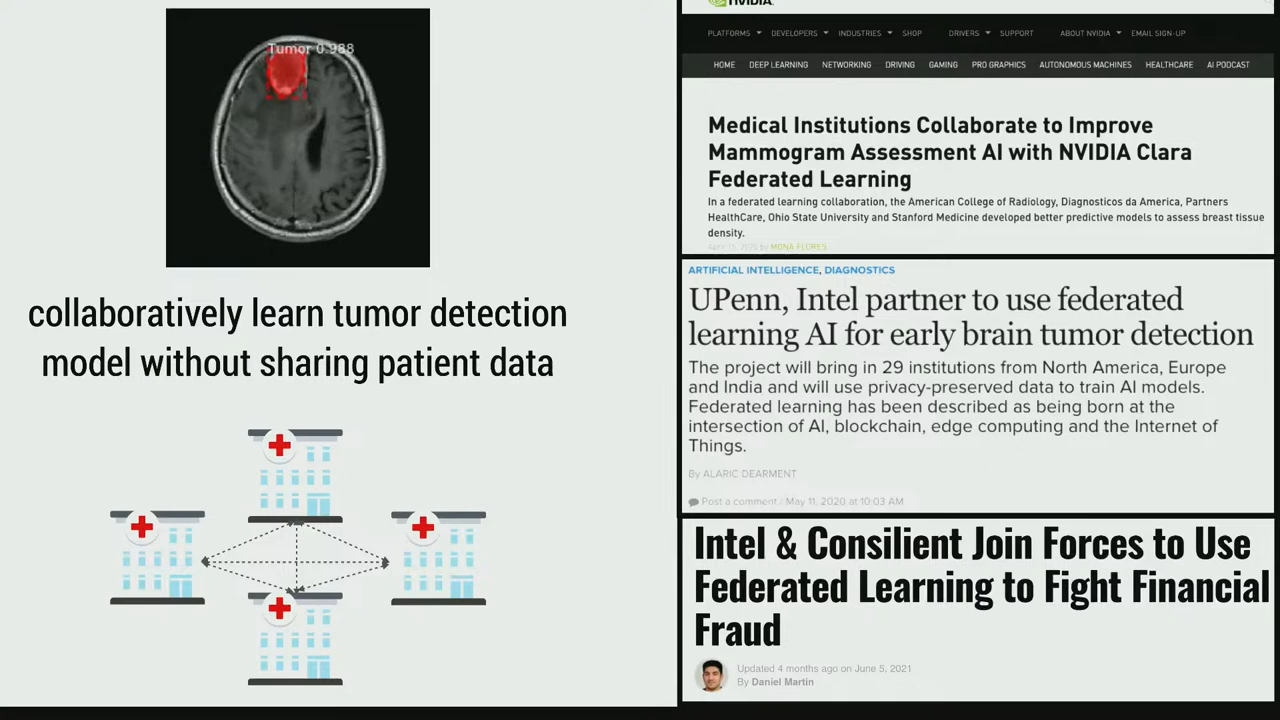 Tumor 0.988
collaboratively learn tumor detection
model without sharing patient data
NVIDIA.
PLATFORMS DEVELOPERS INDUSTRIES SHOP DRIVERS SUPPORT ABOUT NVIDIA EMAIL SIGN-UP
HOME DEEP LEARNING NETWORKING DRIVING GAMING PRO GRAPHICS AUTONOMOUS MACHINES HEALTHCARE AI PODCAST
Medical Institutions Collaborate to Improve
Mammogram Assessment AI with NVIDIA Clara
Federated Learning
In a federated learning collaboration, the American College of Radiology, Diagnosticos da America, Partners
HealthCare, Ohio State University and Stanford Medicine developed better predictive models to assess breast tissue
density.
by MONA FLORES
ARTIFICIAL INTELLIGENCE, DIAGNOSTICS
UPenn, Intel partner to use federated
learning AI for early brain tumor detection
The project will bring in 29 institutions from North America, Europe
and India and will use privacy-preserved data to train AI models.
Federated learning has been described as being born at the
intersection of AI, blockchain, edge computing and the Internet of
Things.
By ALARIC DEARMENT
Post a comment / May 11, 2020 at 10:03 AM
Intel & Consilient Join Forces to Use
Federated Learning to Fight Financial
Fraud
Updated 4 months ago on June 5, 2021
By Daniel Martin